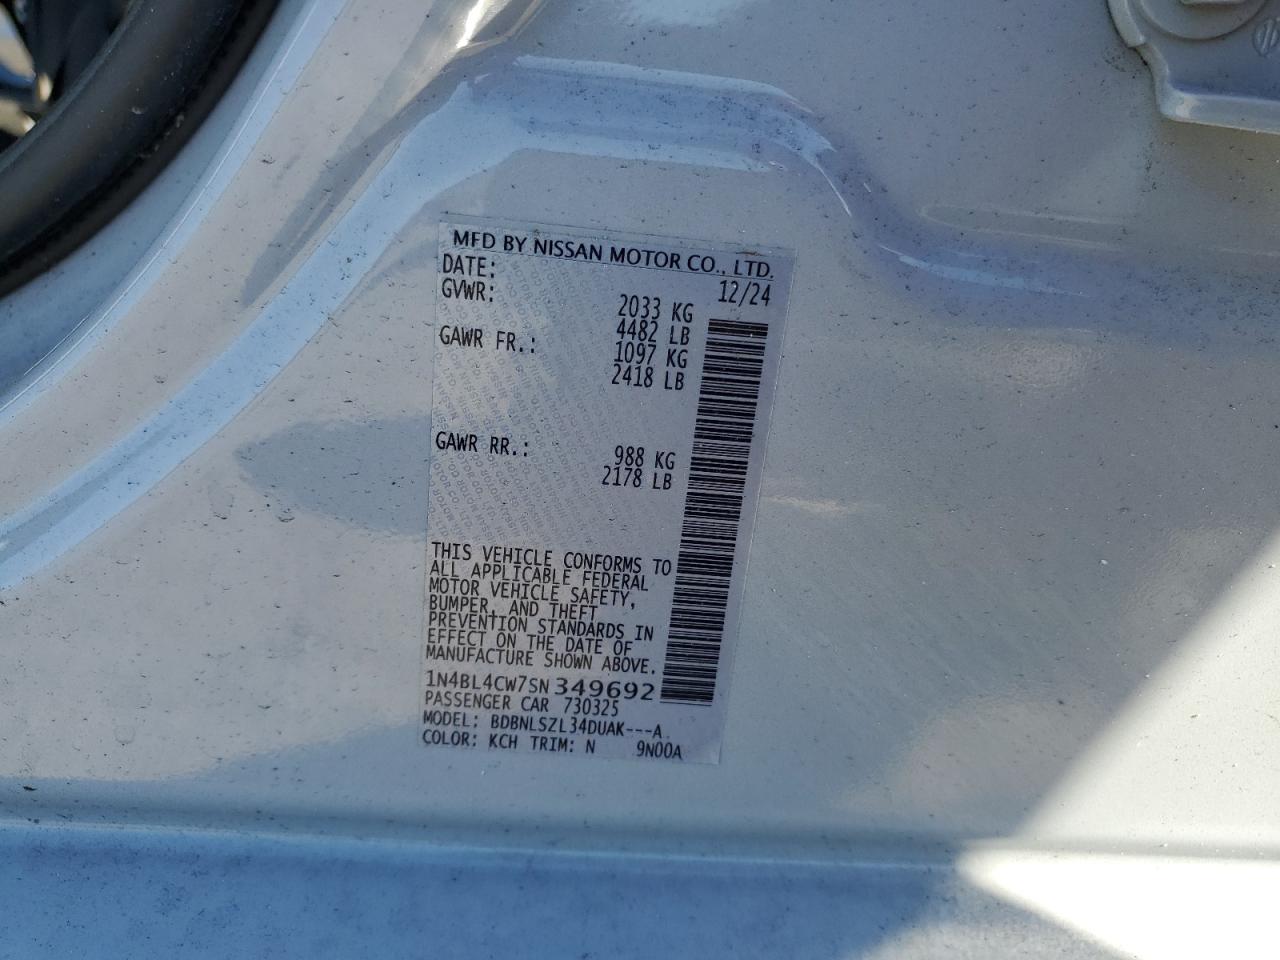 MFD BY NISSAN MOTOR CO., LTD.
DATE: 12/24
GVWR: 2033 KG
4482 LB
GAWR FR.: 1097 KG
2418 LB
GAWR RR.: 988 KG
2178 LB
THIS VEHICLE CONFORMS TO
ALL APPLICABLE FEDERAL
MOTOR VEHICLE SAFETY,
BUMPER, AND THEFT
PREVENTION STANDARDS IN
EFFECT ON THE DATE OF
MANUFACTURE SHOWN ABOVE.
1N4BL4CW7SN349692
PASSENGER CAR 730325
MODEL: BDBNLSZL34DUAK---A
COLOR: KCH TRIM: N 9N00A